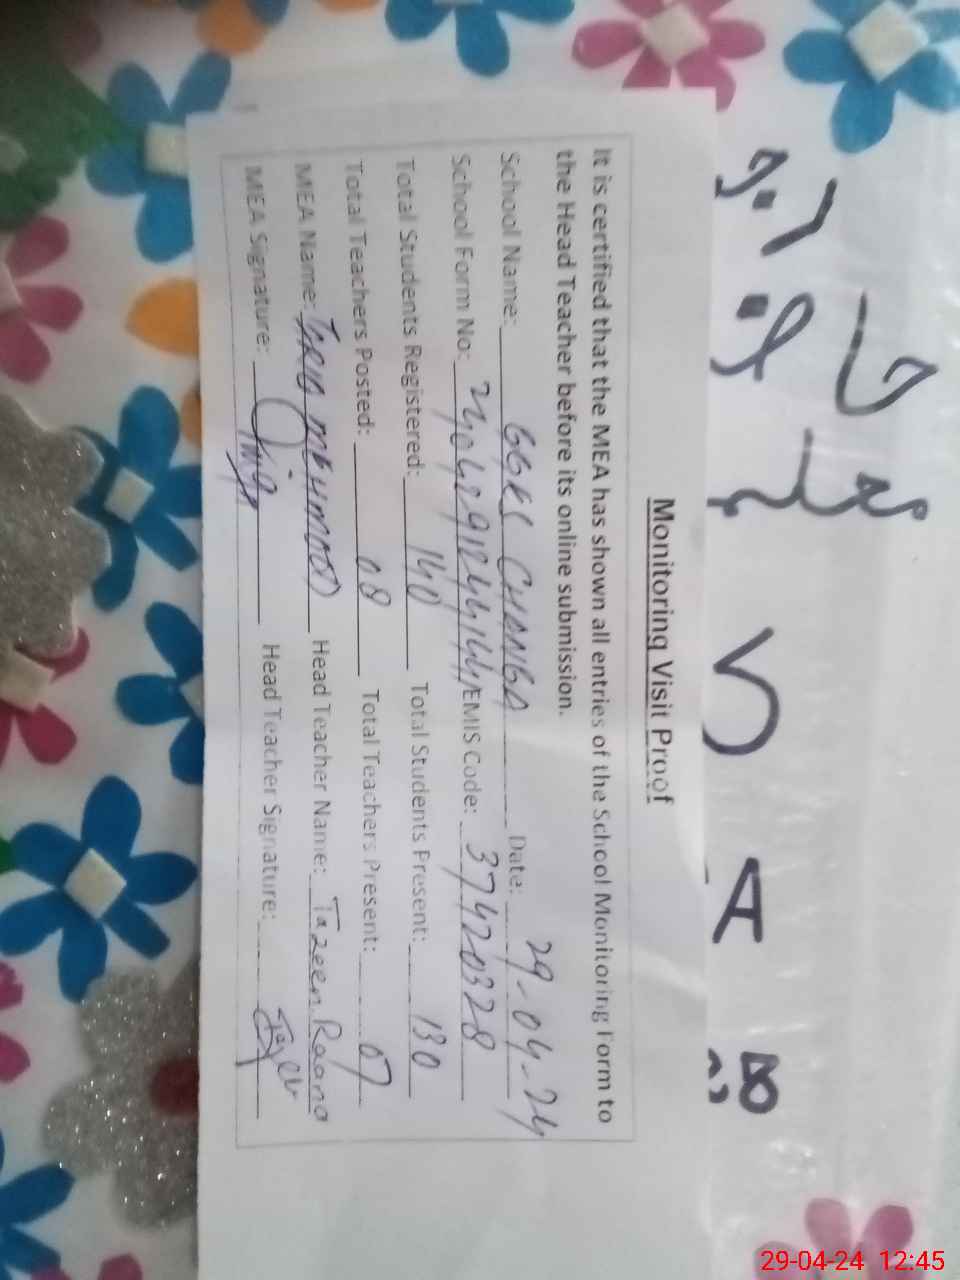 Monitoring Visit Proof
It is certified that the MEA has shown all entries of the School Monitoring Form to
the Head Teacher before its online submission.
School Name: GGES CHANGA Date: 29-04-24
School Form No: EMIS Code: 37420328
Total Students Registered: 140 Total Students Present: 130
Total Teachers Posted: 08 Total Teachers Present: 07
MEA Name: MEHMOOD Head Teacher Name: Tazeen Raana
MEA Signature: Head Teacher Signature:
29-04-24 12:45